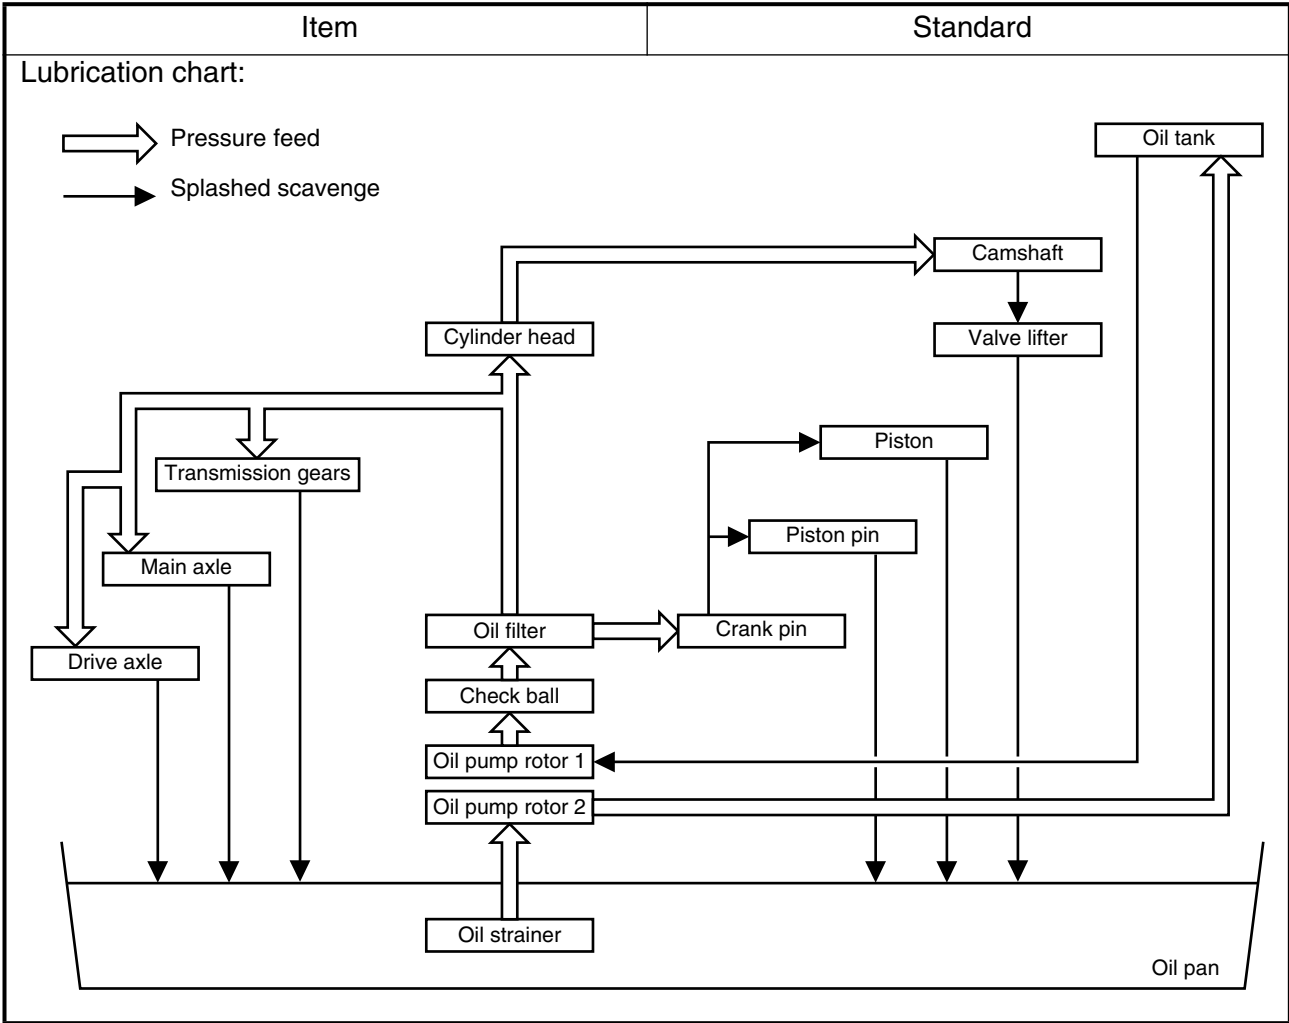 Item
Standard
Lubrication chart:
Pressure feed
Splashed scavenge
Oil tank
Camshaft
Cylinder head
Valve lifter
Piston
Transmission gears
Piston pin
Main axle
Oil filter
Crank pin
Drive axle
Check ball
Oil pump rotor 1
Oil pump rotor 2
Oil strainer
Oil pan